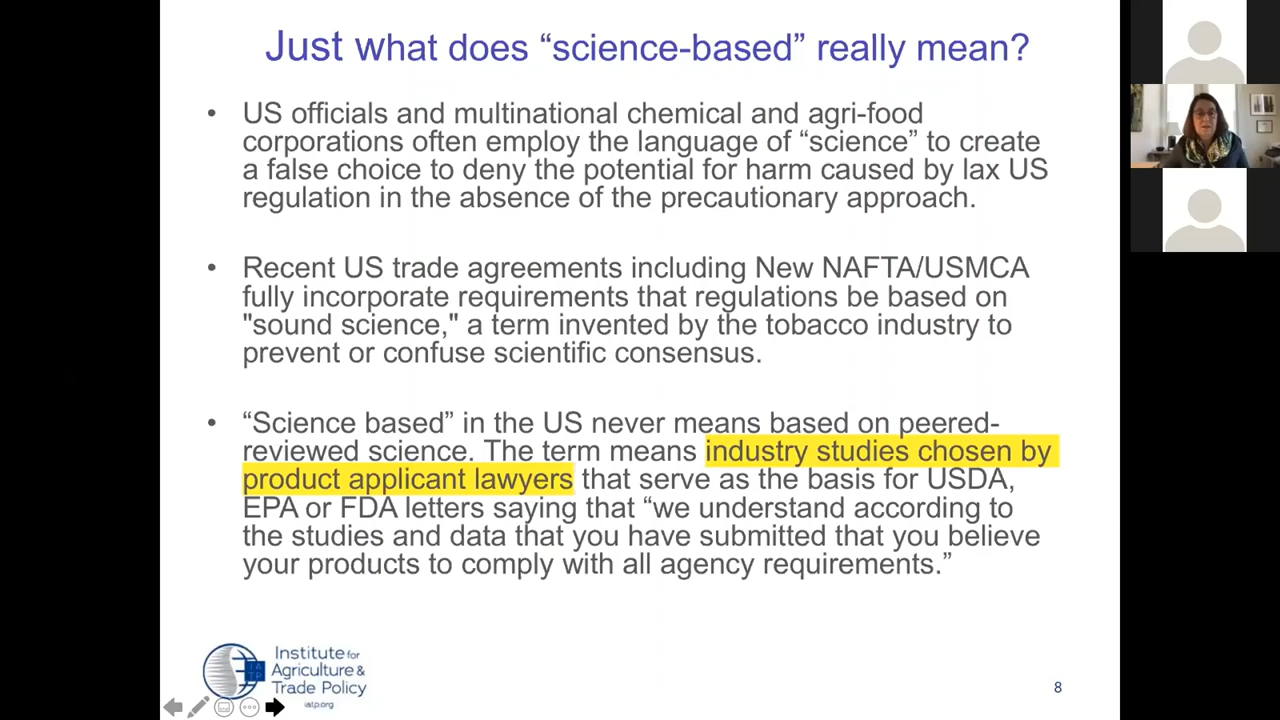 Just what does “science-based” really mean?
• US officials and multinational chemical and agri-food
corporations often employ the language of “science” to create
a false choice to deny the potential for harm caused by lax US
regulation in the absence of the precautionary approach.
• Recent US trade agreements including New NAFTA/USMCA
fully incorporate requirements that regulations be based on
"sound science," a term invented by the tobacco industry to
prevent or confuse scientific consensus.
• “Science based” in the US never means based on peered-
reviewed science. The term means industry studies chosen by
product applicant lawyers that serve as the basis for USDA,
EPA or FDA letters saying that “we understand according to
the studies and data that you have submitted that you believe
your products to comply with all agency requirements.”
IA
TP
Institute for
Agriculture &
Trade Policy
iatp.org
8